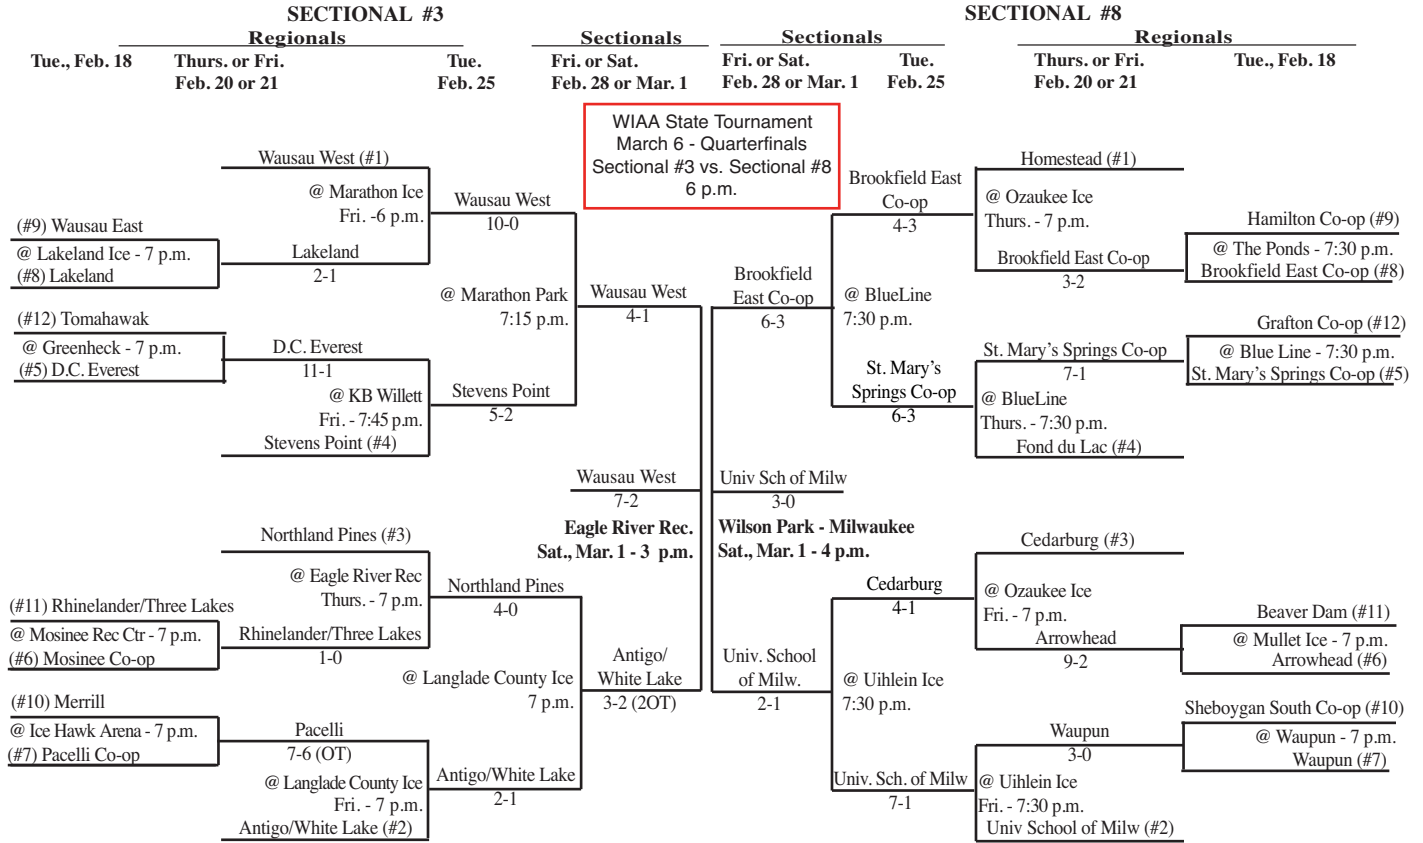 SECTIONAL #3
SECTIONAL #8
Regionals
Sectionals
Sectionals
Regionals
Tue., Feb. 18
Thurs. or Fri.
Feb. 20 or 21
Tue.
Feb. 25
Fri. or Sat.
Feb. 28 or Mar. 1
Fri. or Sat.
Feb. 28 or Mar. 1
Tue.
Feb. 25
Thurs. or Fri.
Feb. 20 or 21
Tue., Feb. 18
WIAA State Tournament
March 6 - Quarterfinals
Sectional #3 vs. Sectional #8
6 p.m.
(#9) Wausau East
@ Lakeland Ice - 7 p.m.
(#8) Lakeland
(#12) Tomahawak
@ Greenheck - 7 p.m.
(#5) D.C. Everest
(#11) Rhinelander/Three Lakes
@ Mosinee Rec Ctr - 7 p.m.
(#6) Mosinee Co-op
(#10) Merrill
@ Ice Hawk Arena - 7 p.m.
(#7) Pacelli Co-op
Wausau West (#1)
@ Marathon Ice
Fri. -6 p.m.
Lakeland
2-1
D.C. Everest
11-1
@ KB Willett
Fri. - 7:45 p.m.
Stevens Point (#4)
Northland Pines (#3)
@ Eagle River Rec
Thurs. - 7 p.m.
Rhinelander/Three Lakes
1-0
Pacelli
7-6 (OT)
@ Langlade County Ice
Fri. - 7 p.m.
Antigo/White Lake (#2)
Wausau West
10-0
@ Marathon Park
7:15 p.m.
Stevens Point
5-2
Northland Pines
4-0
@ Langlade County Ice
7 p.m.
Antigo/White Lake
2-1
Wausau West
4-1
Wausau West
7-2
Eagle River Rec.
Sat., Mar. 1 - 3 p.m.
Antigo/
White Lake
3-2 (2OT)
Brookfield
East Co-op
6-3
Univ Sch of Milw
3-0
Wilson Park - Milwaukee
Sat., Mar. 1 - 4 p.m.
Univ. School
of Milw.
2-1
Brookfield East
Co-op
4-3
@ BlueLine
7:30 p.m.
St. Mary's
Springs Co-op
6-3
Cedarburg
4-1
@ Uihlein Ice
7:30 p.m.
Univ. Sch. of Milw
7-1
Homestead (#1)
@ Ozaukee Ice
Thurs. - 7 p.m.
Brookfield East Co-op
3-2
St. Mary's Springs Co-op
7-1
@ BlueLine
Thurs. - 7:30 p.m.
Fond du Lac (#4)
Cedarburg (#3)
@ Ozaukee Ice
Fri. - 7 p.m.
Arrowhead
9-2
Waupun
3-0
@ Uihlein Ice
Fri. - 7:30 p.m.
Univ School of Milw (#2)
Hamilton Co-op (#9)
@ The Ponds - 7:30 p.m.
Brookfield East Co-op (#8)
Grafton Co-op (#12)
@ Blue Line - 7:30 p.m.
St. Mary's Springs Co-op (#5)
Beaver Dam (#11)
@ Mullet Ice - 7 p.m.
Arrowhead (#6)
Sheboygan South Co-op (#10)
@ Waupun - 7 p.m.
Waupun (#7)